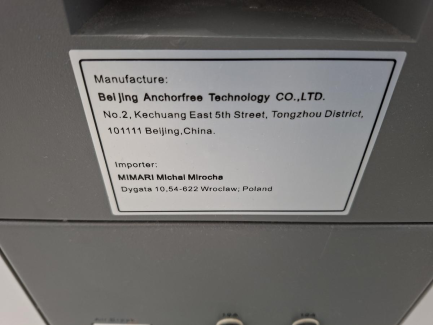 Manufacture:
Beijing Anchorfree Technology CO.,LTD.
No.2, Kechuang East 5th Street, Tongzhou District,
101111 Beijing,China.
Importer:
MIMARI Michal Mirocha
Dygata 10,54-622 Wroclaw; Poland